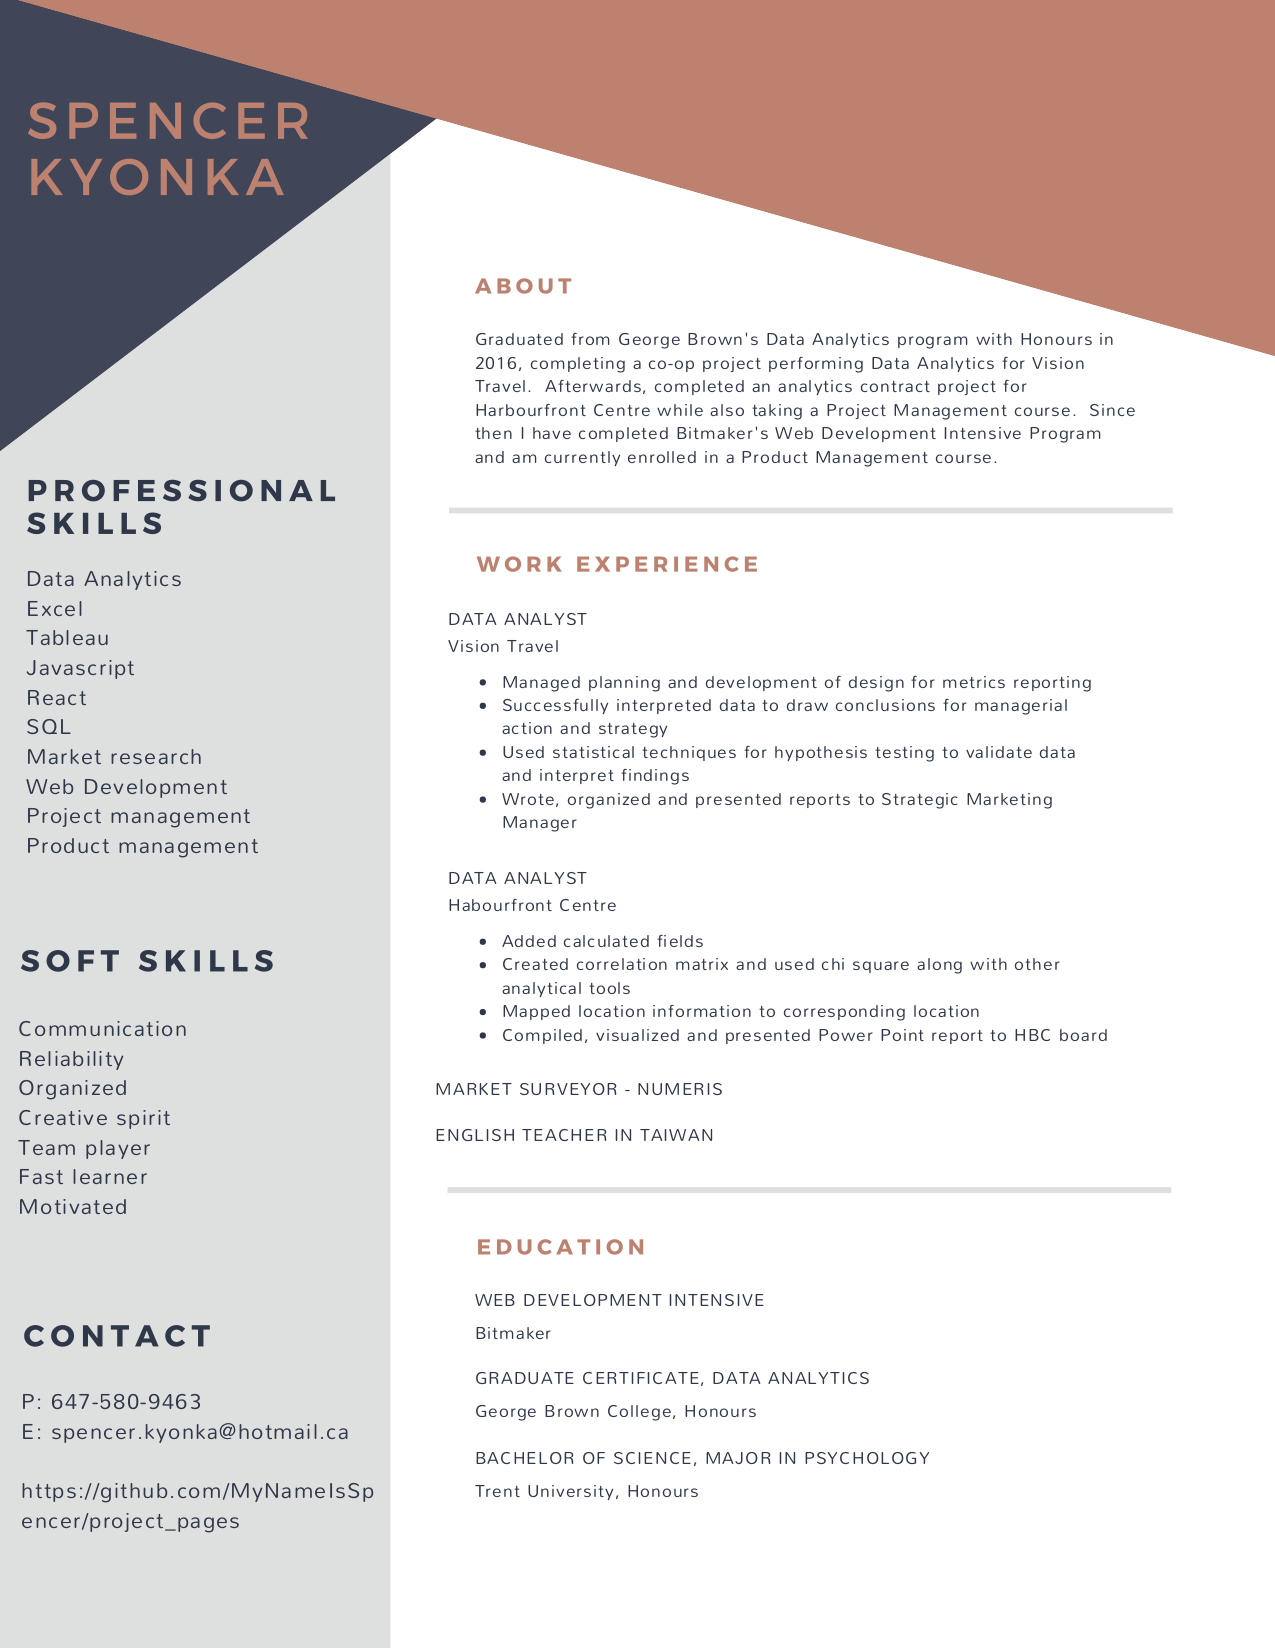 SPENCER
KYONKA
PROFESSIONAL
SKILLS
Data Analytics
Excel
Tableau
Javascript
React
SQL
Market research
Web Development
Project management
Product management
SOFT SKILLS
Communication
Reliability
Organized
Creative spirit
Team player
Fast learner
Motivated
CONTACT
P: 647-580-9463
E: spencer.kyonka@hotmail.ca
https://github.com/MyNameIsSp
encer/project_pages
ABOUT
Graduated from George Brown's Data Analytics program with Honours in
2016, completing a co-op project performing Data Analytics for Vision
Travel.  Afterwards, completed an analytics contract project for
Harbourfront Centre while also taking a Project Management course.  Since
then I have completed Bitmaker's Web Development Intensive Program
and am currently enrolled in a Product Management course.
WORK EXPERIENCE
DATA ANALYST
Vision Travel
• Managed planning and development of design for metrics reporting
• Successfully interpreted data to draw conclusions for managerial
action and strategy
• Used statistical techniques for hypothesis testing to validate data
and interpret findings
• Wrote, organized and presented reports to Strategic Marketing
Manager
DATA ANALYST
Habourfront Centre
• Added calculated fields
• Created correlation matrix and used chi square along with other
analytical tools
• Mapped location information to corresponding location
• Compiled, visualized and presented Power Point report to HBC board
MARKET SURVEYOR - NUMERIS
ENGLISH TEACHER IN TAIWAN
EDUCATION
WEB DEVELOPMENT INTENSIVE
Bitmaker
GRADUATE CERTIFICATE, DATA ANALYTICS
George Brown College, Honours
BACHELOR OF SCIENCE, MAJOR IN PSYCHOLOGY
Trent University, Honours